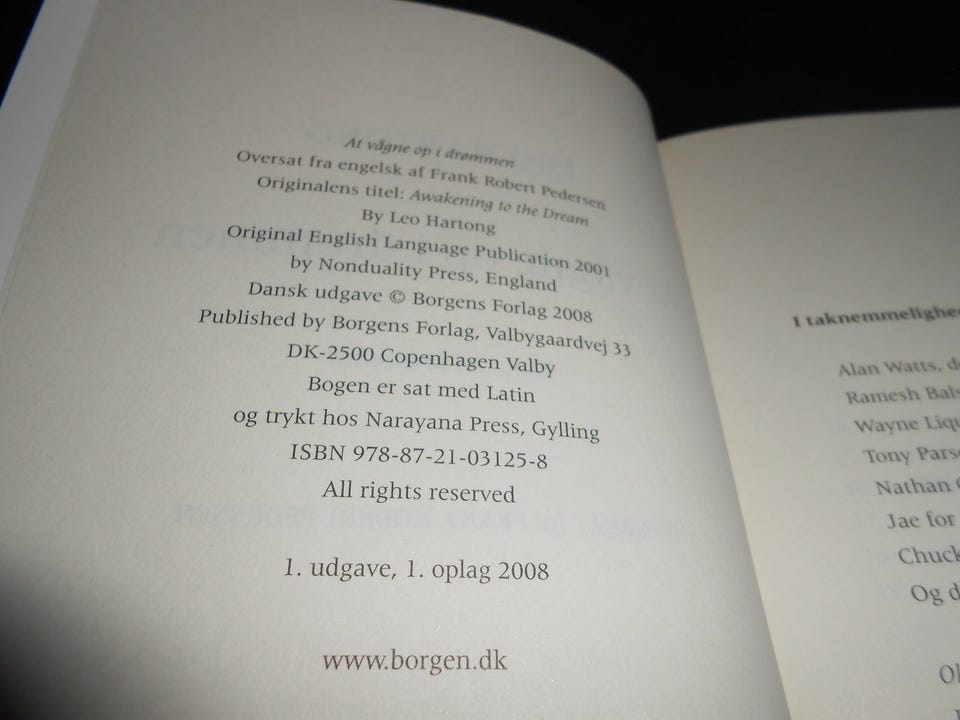 At vågne op i drømmen
Oversat fra engelsk af Frank Robert Pedersen
Originalens titel: Awakening to the Dream
By Leo Hartong
Original English Language Publication 2001
by Nonduality Press, England
Dansk udgave © Borgens Forlag 2008
Published by Borgens Forlag, Valbygaardvej 33
DK-2500 Copenhagen Valby
Bogen er sat med Latin
og trykt hos Narayana Press, Gylling
ISBN 978-87-21-03125-8
All rights reserved
1. udgave, 1. oplag 2008
www.borgen.dk
I taknemmelighe
Alan Watts, d
Ramesh Bals
Wayne Liqu
Tony Pars
Nathan
Jae for
Chuck
Og d